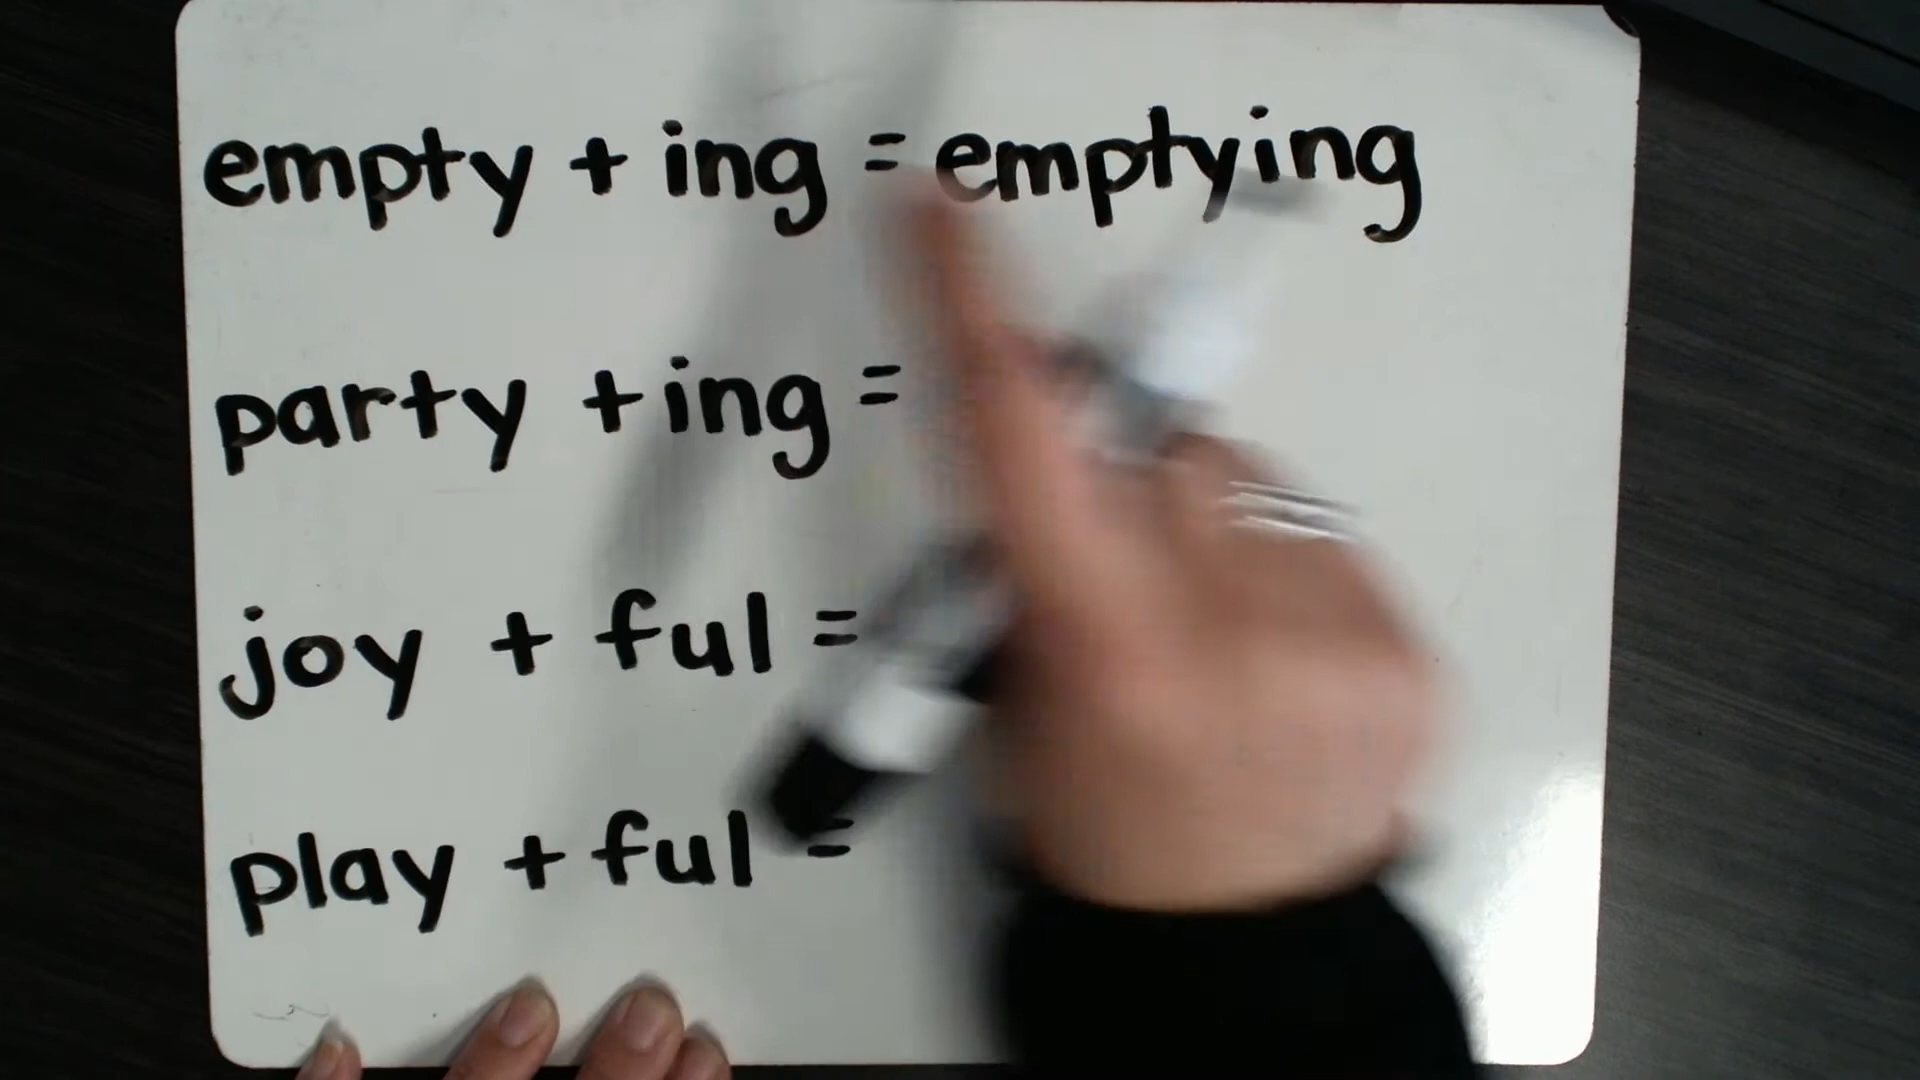 empty + ing = emptying
party + ing =
joy + ful =
play + ful =